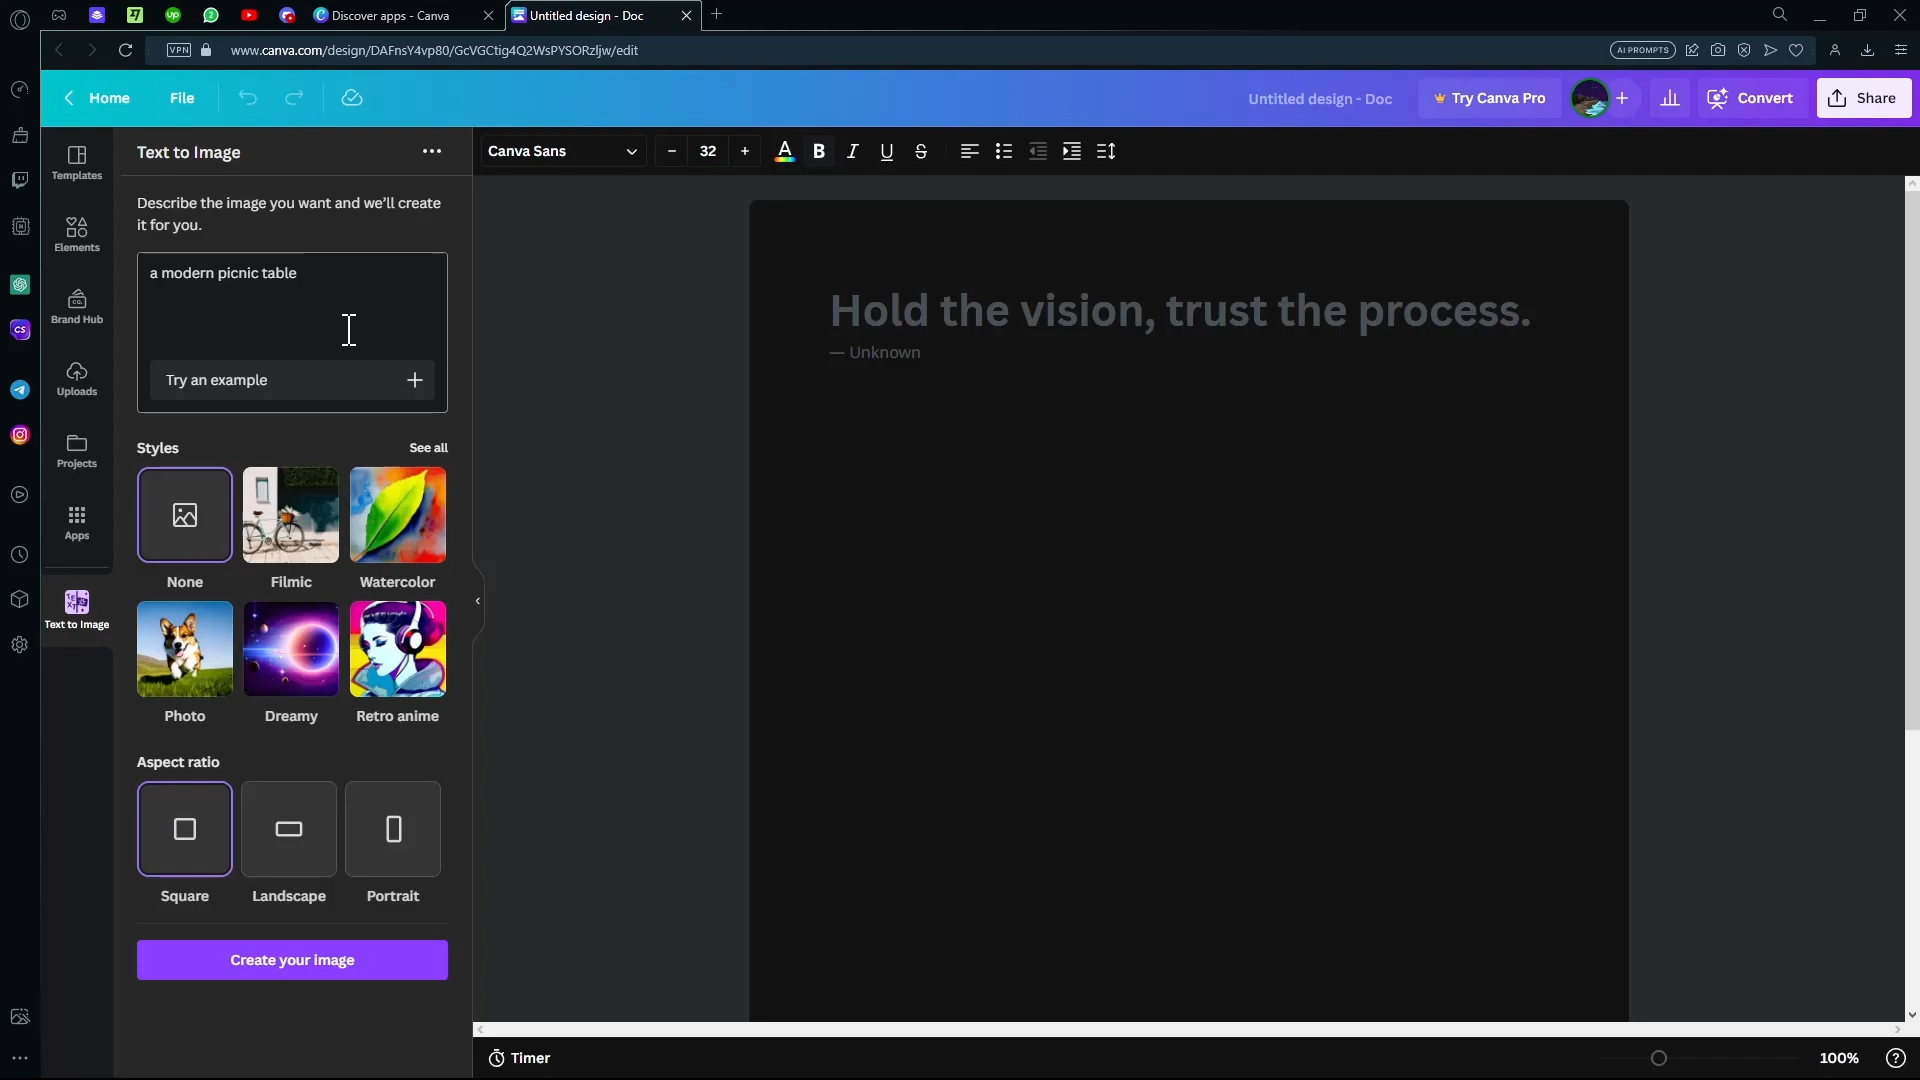 Discover apps - Canva
Untitled design - Doc
VPN
www.canva.com/design/DAFnsY4vp80/GcVGCtig4Q2WsPYSORzljw/edit
AI PROMPTS
Home
File
Untitled design - Doc
Try Canva Pro
Convert
Share
Templates
Elements
CO.
Brand Hub
Uploads
Projects
Apps
Text to Image
CS
Text to Image
Describe the image you want and we'll create
it for you.
a modern picnic table
Try an example
Styles
See all
None
Filmic
Watercolor
Photo
Dreamy
Retro anime
Aspect ratio
Square
Landscape
Portrait
Create your image
Canva Sans
32
A
B
I
U
S
Hold the vision, trust the process.
— Unknown
Timer
100%